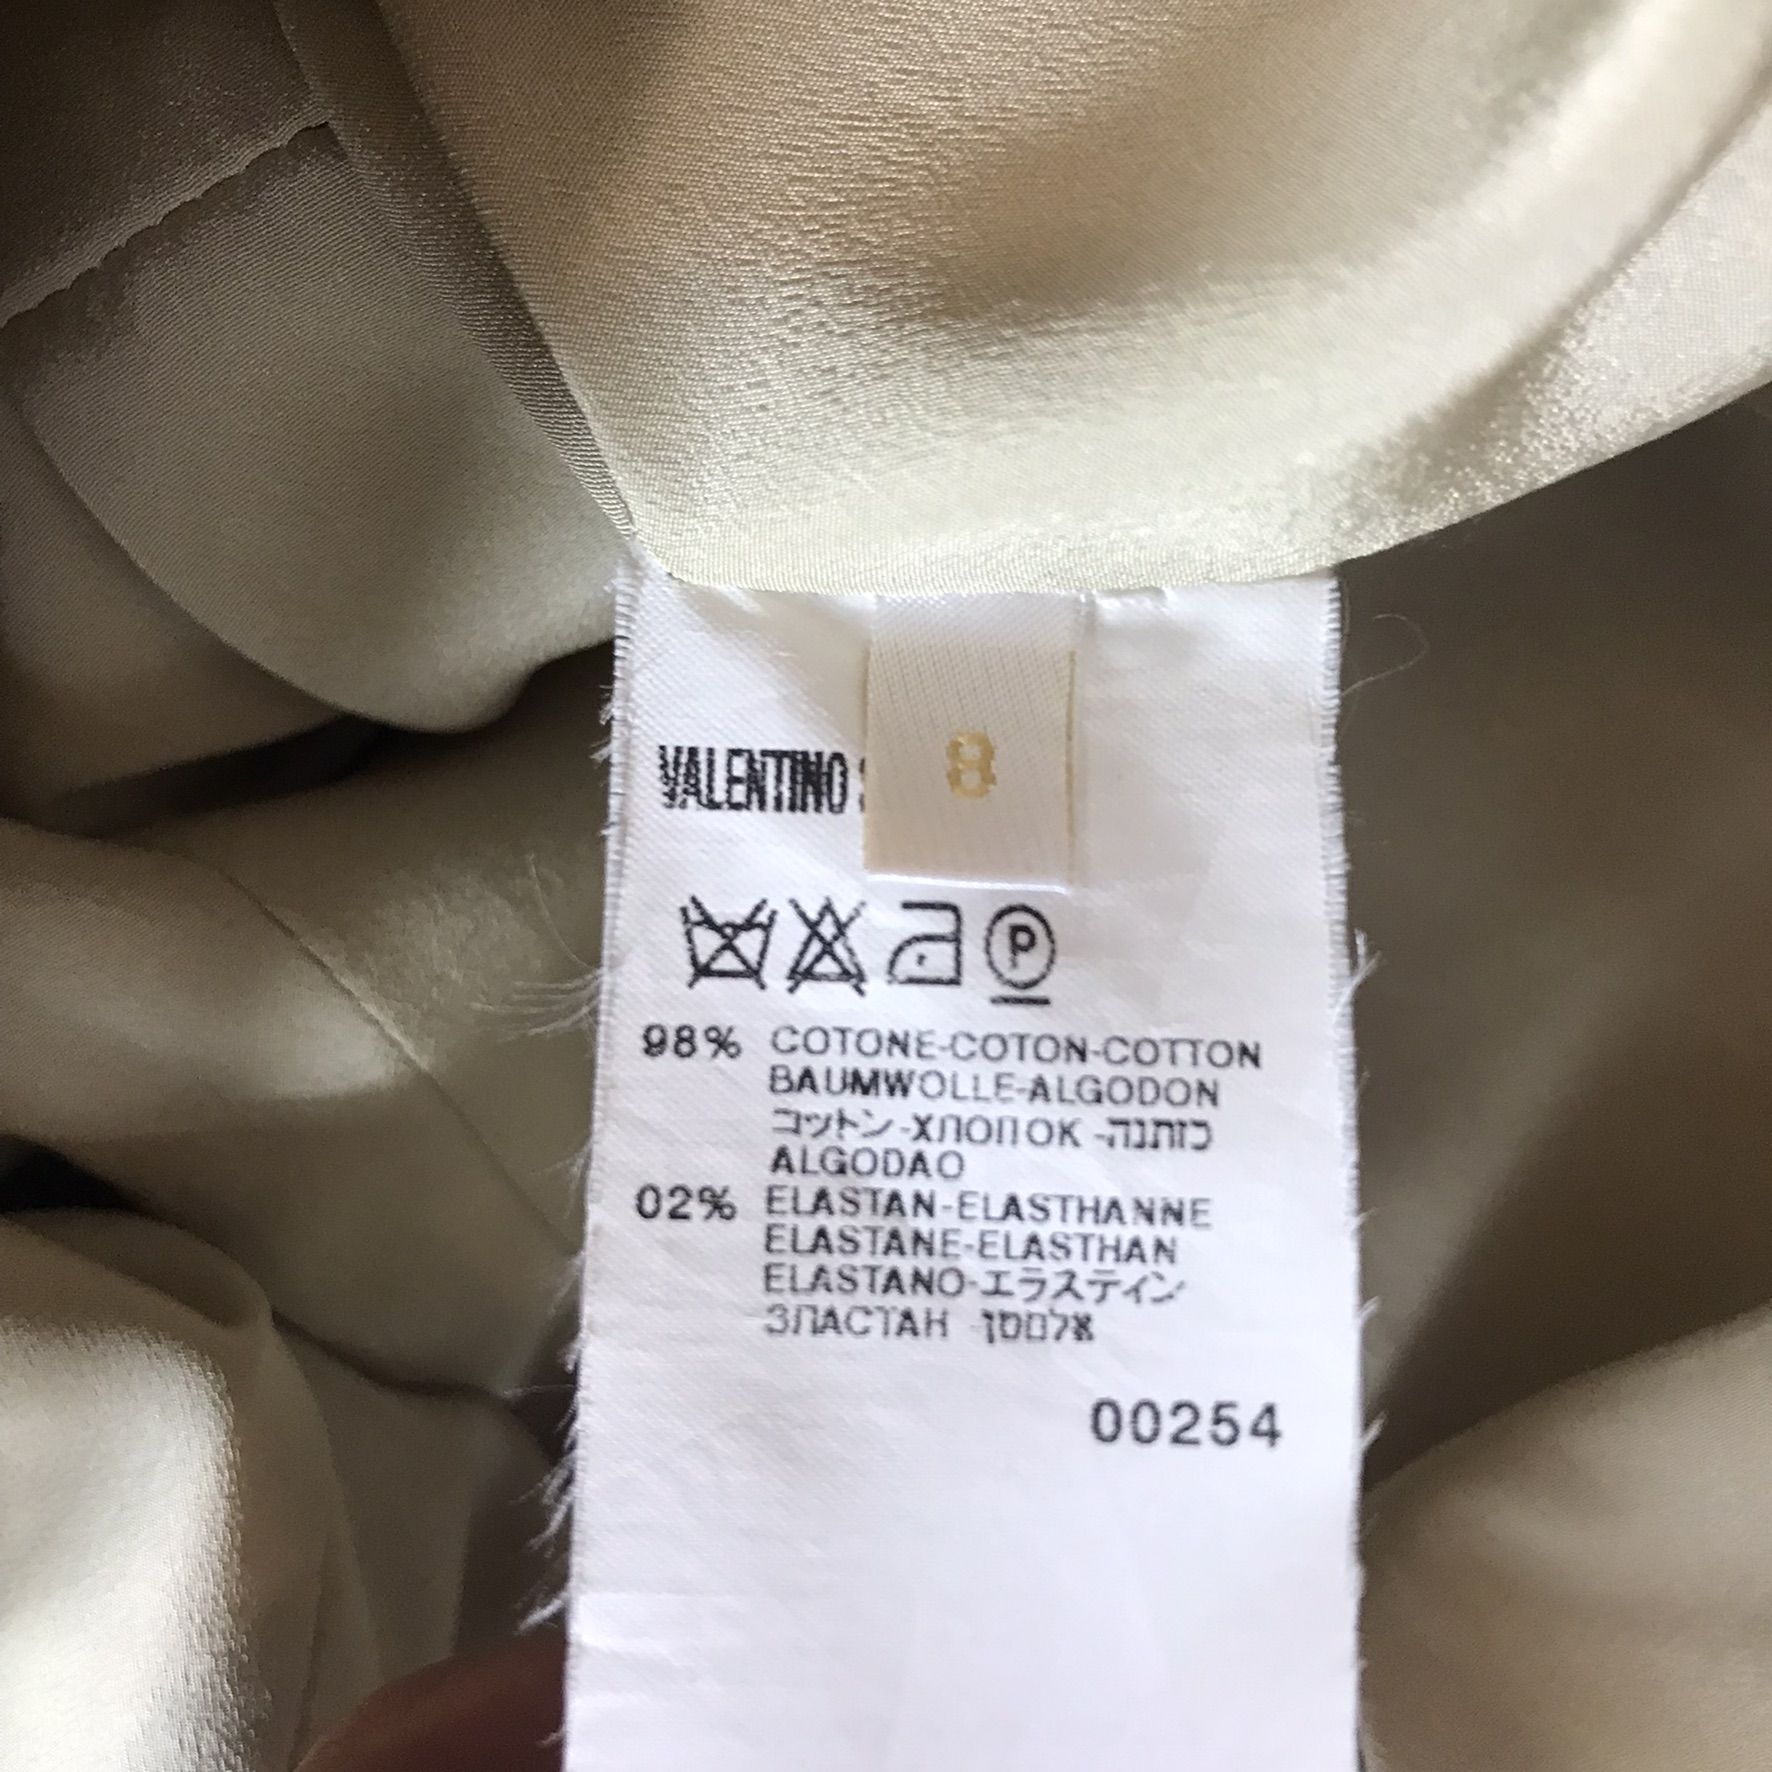 8
VALENTINO
P
98% COTONE-COTON-COTTON
BAUMWOLLE-ALGODON
コットン-ХЛОПОК -כותנה
ALGODAO
02% ELASTAN-ELASTHANNE
ELASTANE-ELASTHAN
ELASTANO-エラスティン
ЗЛАСТАН -אלסטן
00254